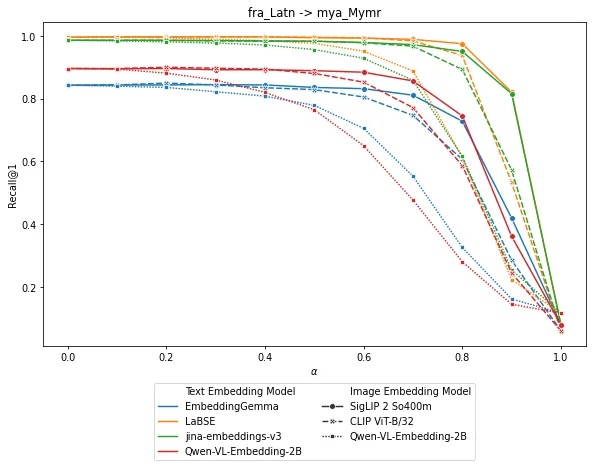 fra_Latn -> mya_Mymr
Recall@1
1.0
0.8
0.6
0.4
0.2
0.0 0.2 0.4 0.6 0.8 1.0
α
Text Embedding Model
EmbeddingGemma
LaBSE
jina-embeddings-v3
Qwen-VL-Embedding-2B
Image Embedding Model
SigLIP 2 So400m
CLIP ViT-B/32
Qwen-VL-Embedding-2B